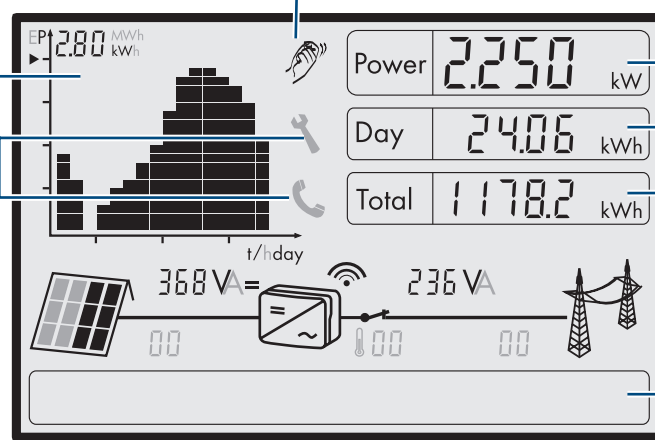 EP 2.80 MWh
kWh
Power 2.250 kW
Day 24.06 kWh
Total 1178.2 kWh
t/hday
368 VA = 236 VA
= ~
00 00 00